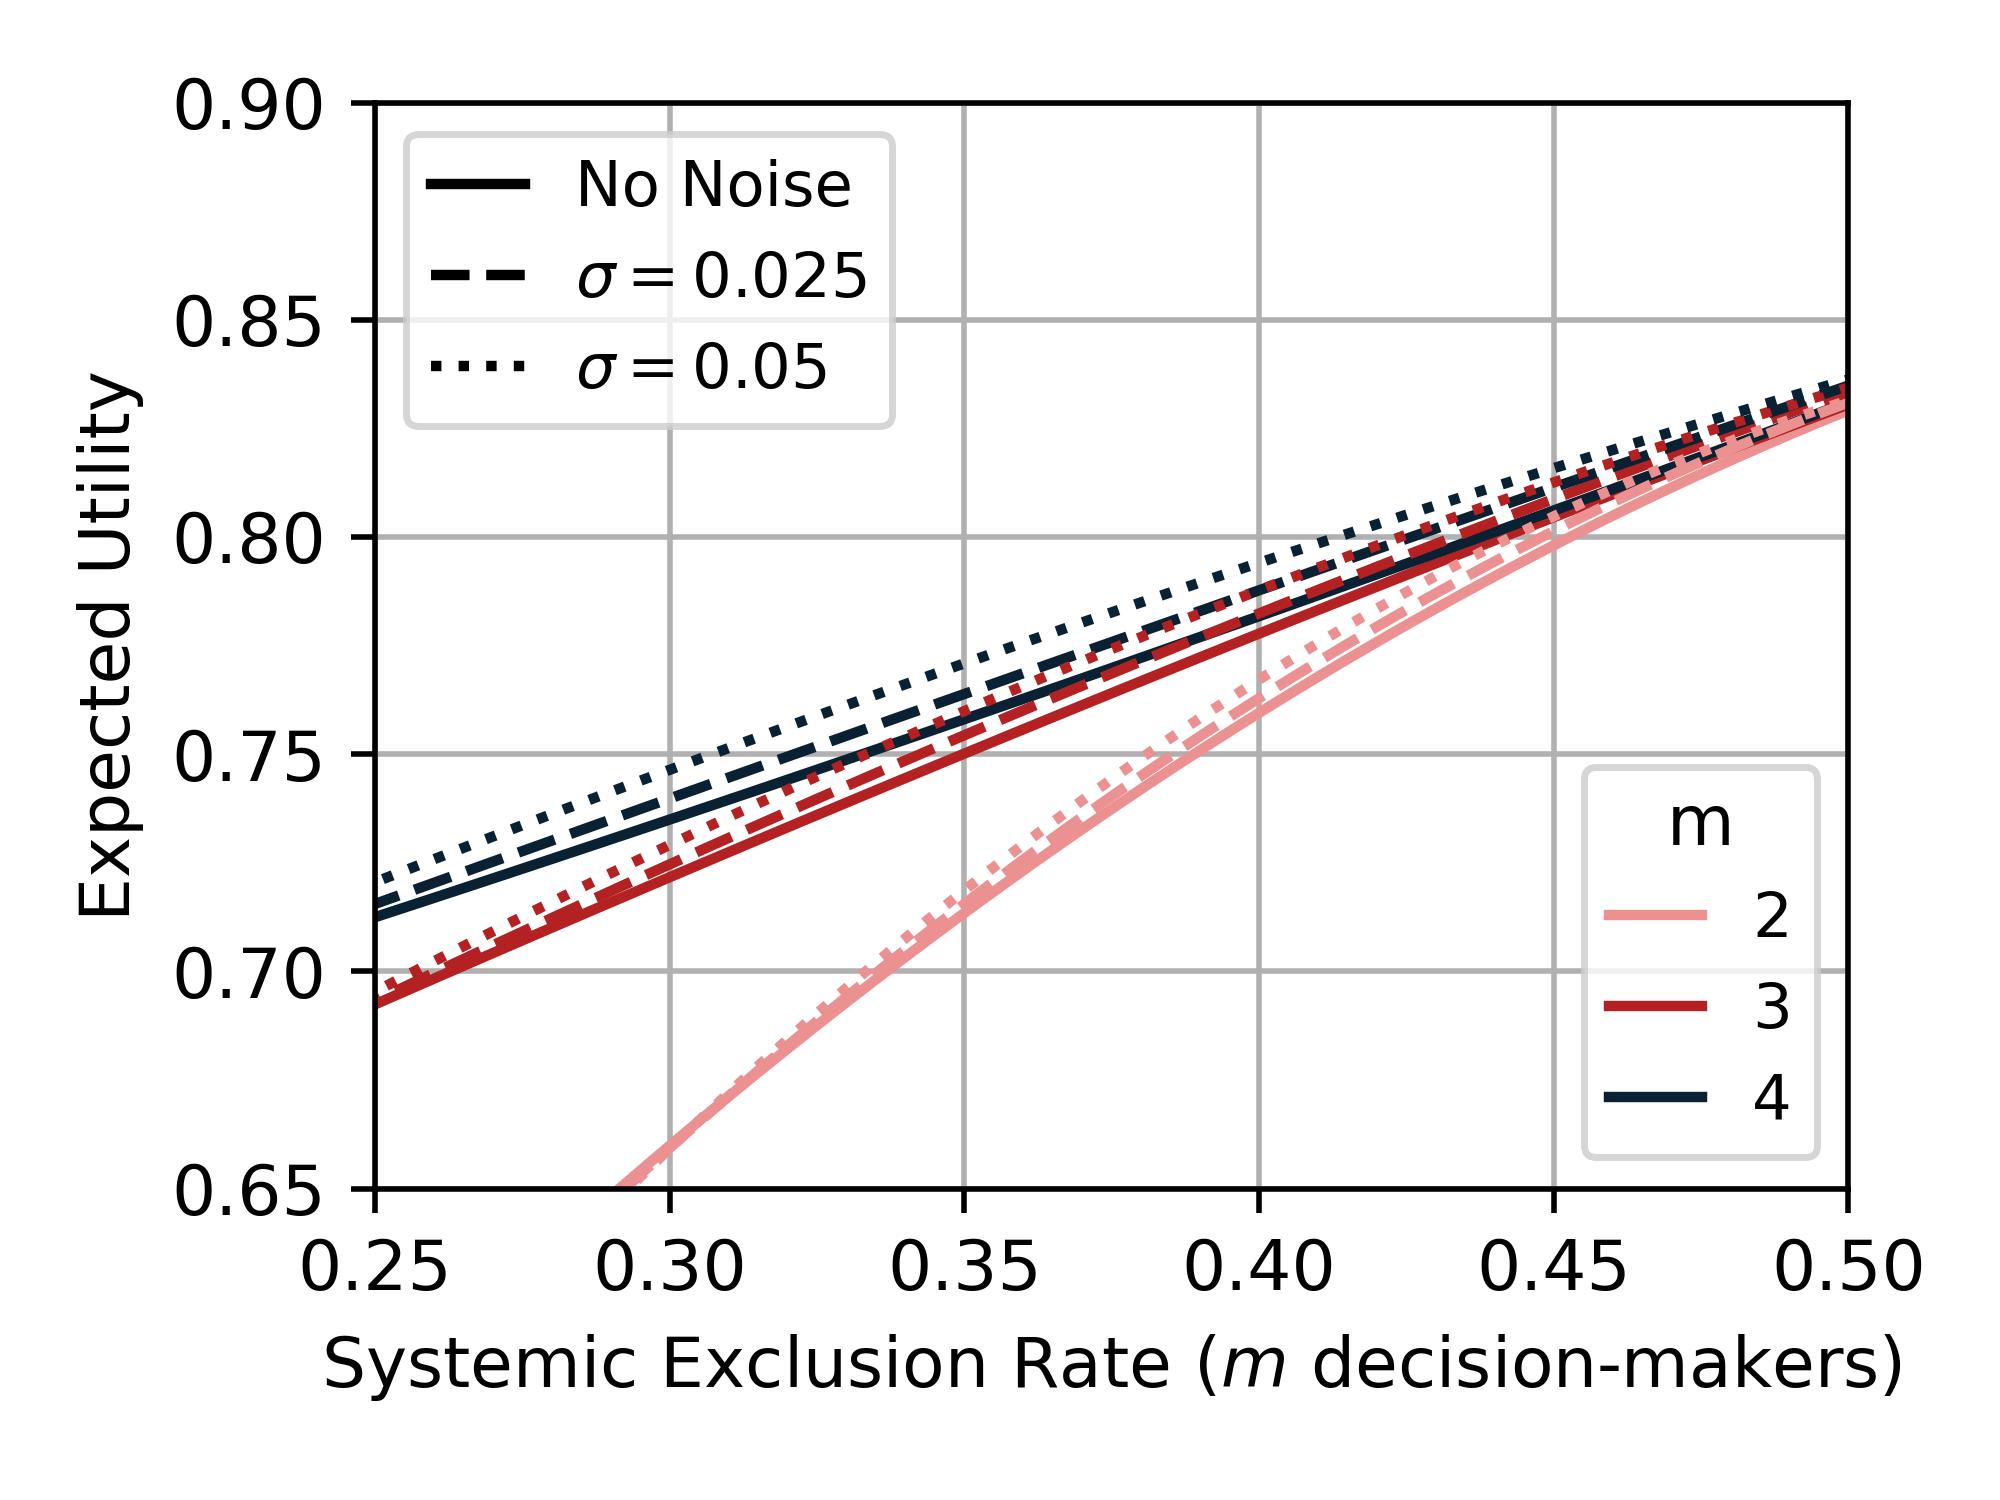 0.90
0.85
0.80
0.75
0.70
0.65
Expected Utility
No Noise
σ = 0.025
σ = 0.05
m
2
3
4
0.25 0.30 0.35 0.40 0.45 0.50
Systemic Exclusion Rate (m decision-makers)